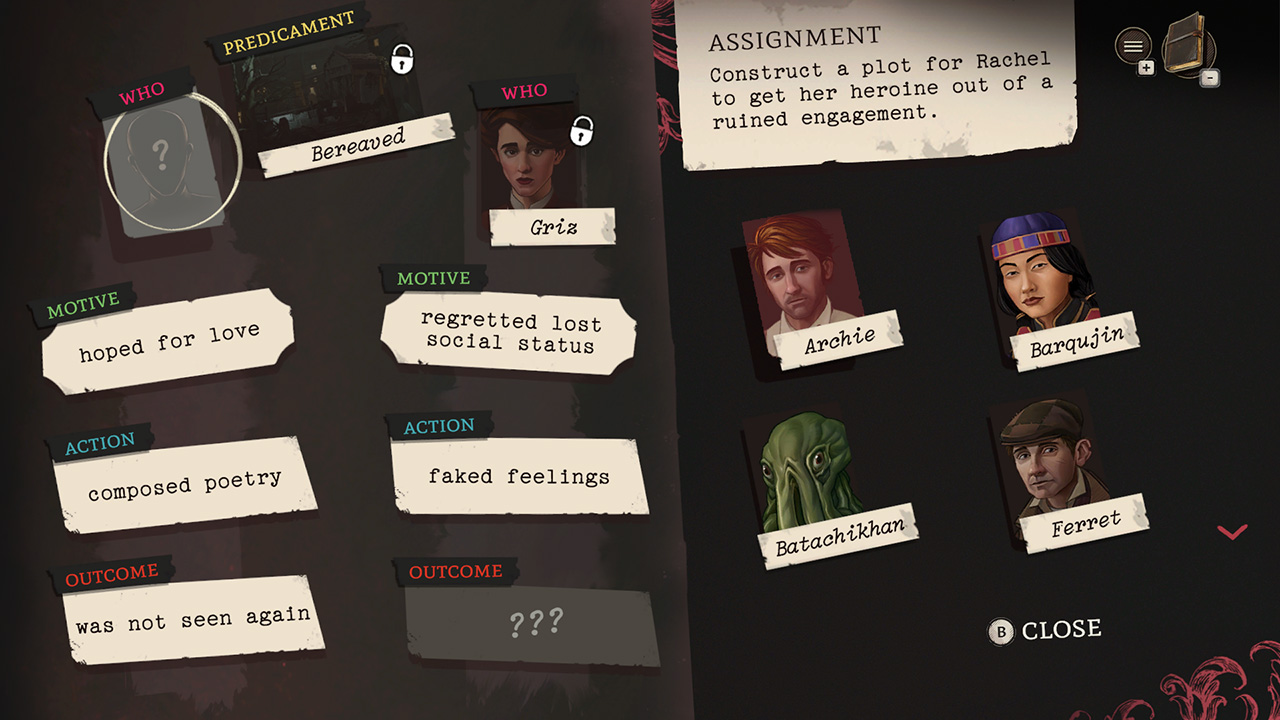 PREDICAMENT
Bereaved
WHO
?
WHO
Griz
MOTIVE
hoped for love
MOTIVE
regretted lost
social status
ACTION
composed poetry
ACTION
faked feelings
OUTCOME
was not seen again
OUTCOME
???
ASSIGNMENT
Construct a plot for Rachel
to get her heroine out of a
ruined engagement.
+
-
Archie
Barqujin
Batachikhan
Ferret
B CLOSE